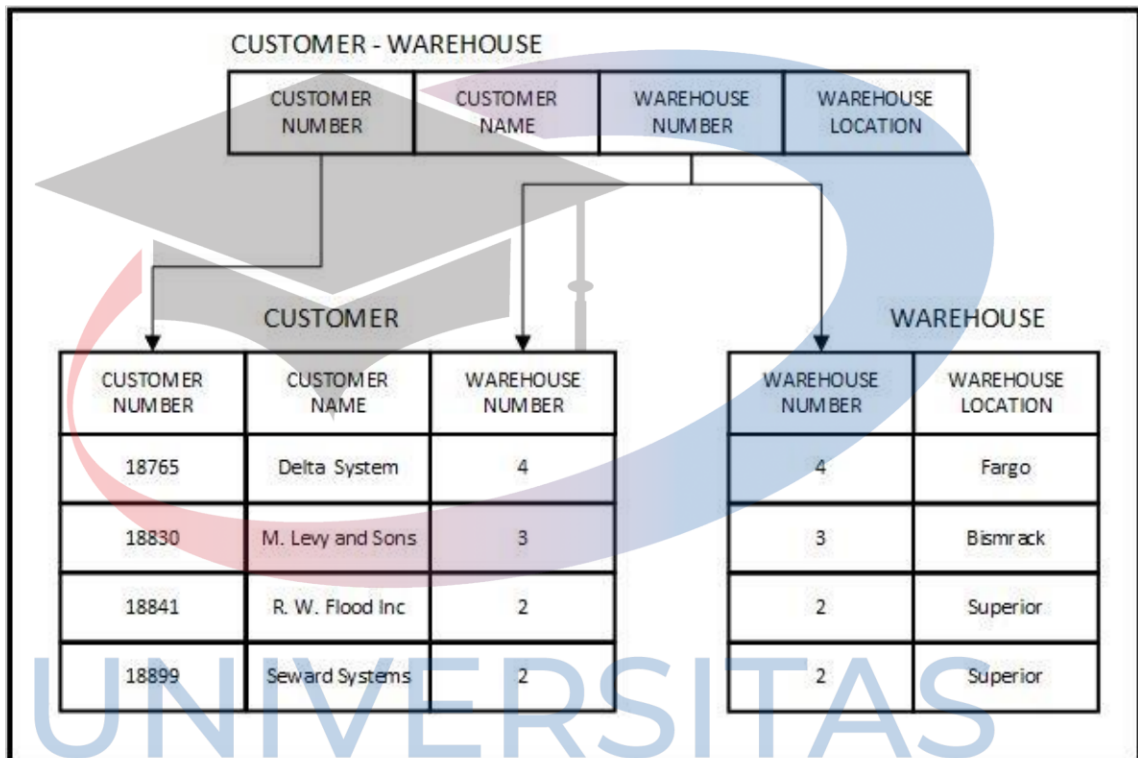 CUSTOMER - WAREHOUSE
CUSTOMER NUMBER CUSTOMER NAME WAREHOUSE NUMBER WAREHOUSE LOCATION
CUSTOMER
CUSTOMER NUMBER CUSTOMER NAME WAREHOUSE NUMBER
18765 Delta System 4
18830 M. Levy and Sons 3
18841 R. W. Flood Inc 2
18899 Seward Systems 2
WAREHOUSE
WAREHOUSE NUMBER WAREHOUSE LOCATION
4 Fargo
3 Bismrack
2 Superior
2 Superior
UNIVERSITAS